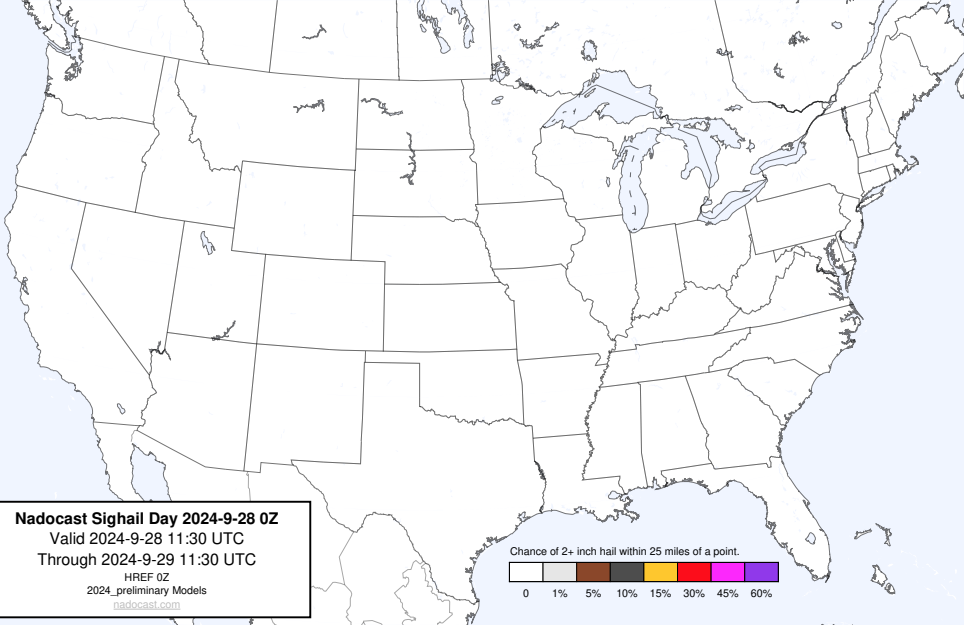 Nadocast Sighail Day 2024-9-28 0Z
Valid 2024-9-28 11:30 UTC
Through 2024-9-29 11:30 UTC
HREF 0Z
2024_preliminary Models
nadocast.com
Chance of 2+ inch hail within 25 miles of a point.
0 1% 5% 10% 15% 30% 45% 60%